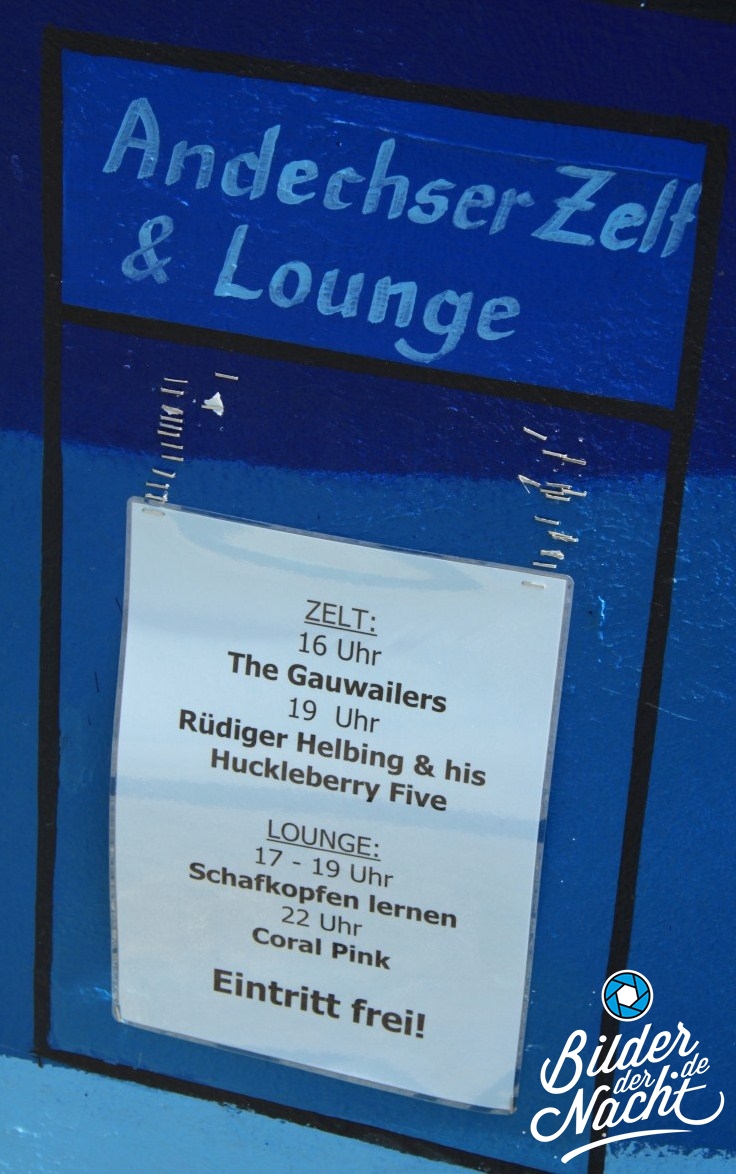 Andechser Zelt
& Lounge
ZELT:
16 Uhr
The Gauwailers
19 Uhr
Rüdiger Helbing & his
Huckleberry Five
LOUNGE:
17 - 19 Uhr
Schafkopfen lernen
22 Uhr
Coral Pink
Eintritt frei!
Bilder
der
Nacht.de